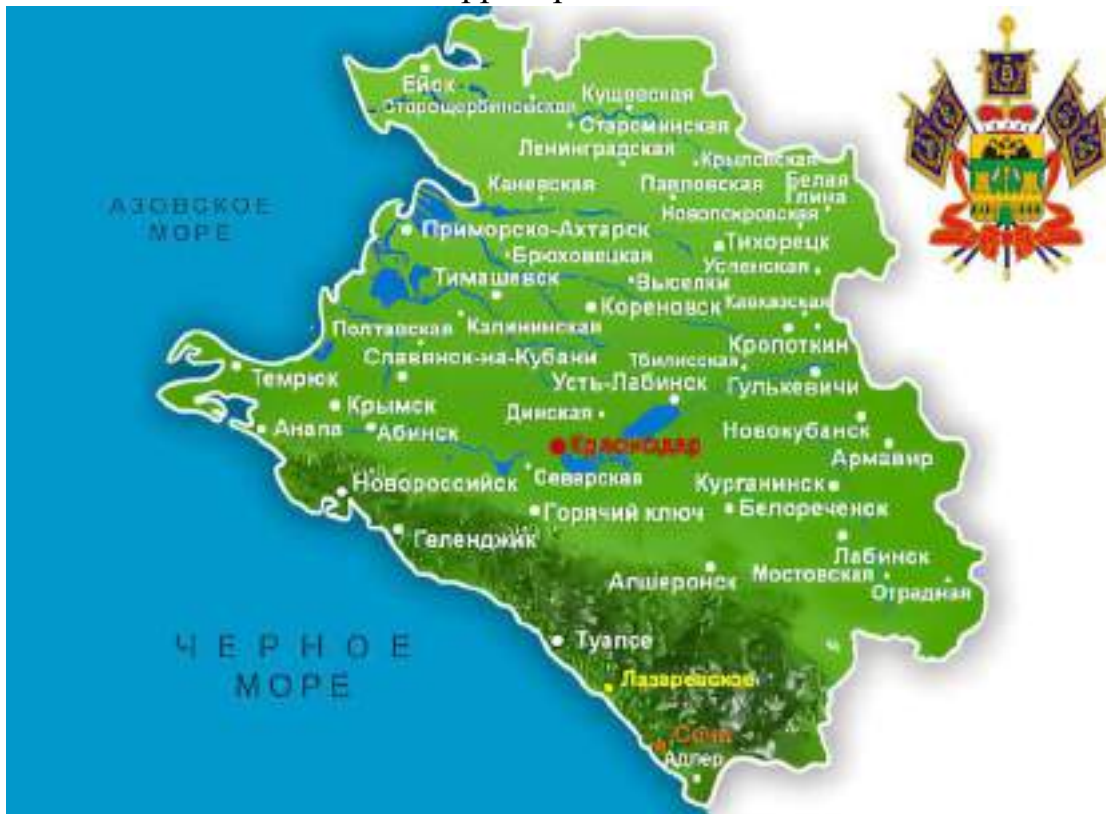 Ейск
Старощербиновская
Кущевская
Староминская
Ленинградская
Крыловская
Каневская
Павловская
Белая
Глина
АЗОВСКОЕ
МОРЕ
Новопокровская
Приморско-Ахтарск
Тихорецк
Брюховецкая
Успенская
Тимашевск
Выселки
Кореновск
Кавказская
Полтавская
Калининская
Кропоткин
Славянск-на-Кубани
Тбилисская
Темрюк
Усть-Лабинск
Гулькевичи
Крымск
Динская
Анапа
Абинск
Новокубанск
Краснодар
Армавир
Северская
Новороссийск
Курганинск
Горячий ключ
Белореченск
Геленджик
Лабинск
Апшеронск
Мостовская
Отрадная
ЧЕРНОЕ
МОРЕ
Туапсе
Лазаревское
Сочи
Адлер